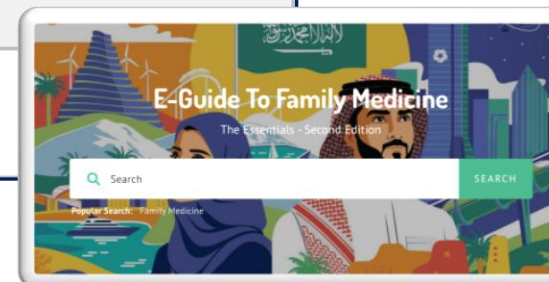 E-Guide To Family Medicine
The Essentials - Second Edition
Search
SEARCH
Popular Search: Family Medicine